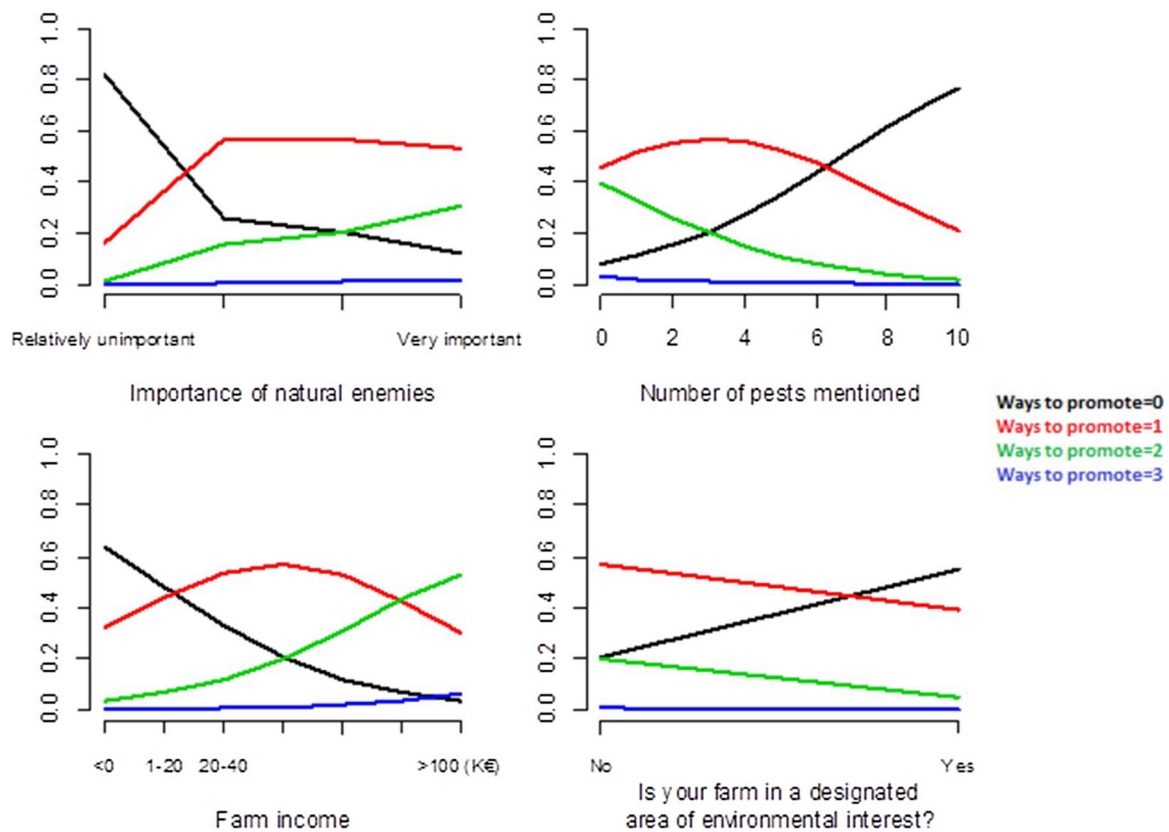 1.0
0.8
0.6
0.4
0.2
0.0
Relatively unimportant Very important
Importance of natural enemies
1.0
0.8
0.6
0.4
0.2
0.0
0 2 4 6 8 10
Number of pests mentioned
Ways to promote=0
Ways to promote=1
Ways to promote=2
Ways to promote=3
1.0
0.8
0.6
0.4
0.2
0.0
<0 1-20 20-40 >100 (K€)
Farm income
1.0
0.8
0.6
0.4
0.2
0.0
No Yes
Is your farm in a designated
area of environmental interest?